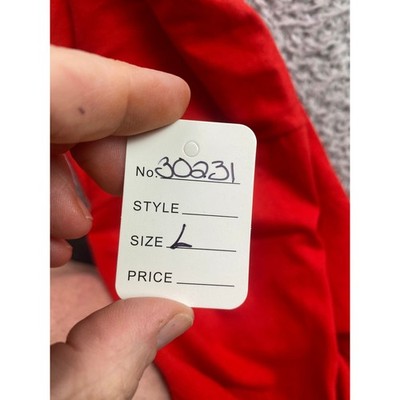 No. 30231
STYLE
SIZE L
PRICE